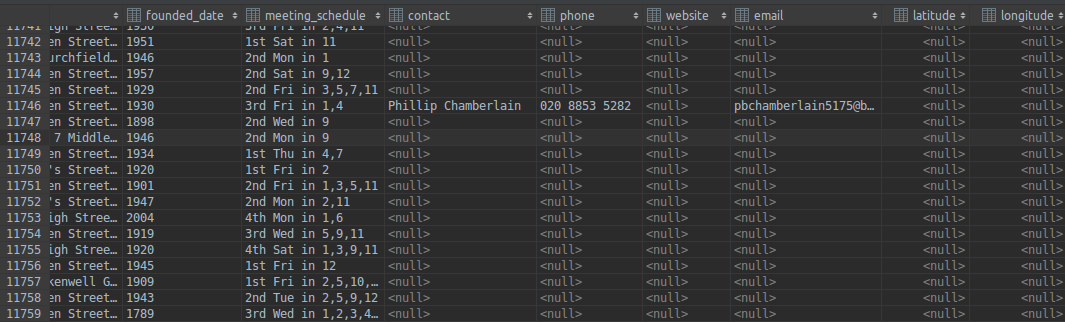 founded_date meeting_schedule contact phone website email latitude longitude
11741 igh Street… 1930 3rd Fri in 2,4,11 <null> <null> <null> <null> <null> <null>
11742 en Street… 1951 1st Sat in 11 <null> <null> <null> <null> <null> <null>
11743 urchfield… 1946 2nd Mon in 1 <null> <null> <null> <null> <null> <null>
11744 en Street… 1957 2nd Sat in 9,12 <null> <null> <null> <null> <null> <null>
11745 en Street… 1929 2nd Fri in 3,5,7,11 <null> <null> <null> <null> <null> <null>
11746 en Street… 1930 3rd Fri in 1,4 Phillip Chamberlain 020 8853 5282 <null> pbchamberlain5175@b… <null> <null>
11747 en Street… 1898 2nd Wed in 9 <null> <null> <null> <null> <null> <null>
11748 7 Middle… 1946 2nd Mon in 9 <null> <null> <null> <null> <null> <null>
11749 en Street… 1934 1st Thu in 4,7 <null> <null> <null> <null> <null> <null>
11750 's Street… 1920 1st Fri in 2 <null> <null> <null> <null> <null> <null>
11751 en Street… 1901 2nd Fri in 1,3,5,11 <null> <null> <null> <null> <null> <null>
11752 's Street… 1947 2nd Mon in 2,11 <null> <null> <null> <null> <null> <null>
11753 igh Stree… 2004 4th Mon in 1,6 <null> <null> <null> <null> <null> <null>
11754 en Street… 1919 3rd Wed in 5,9,11 <null> <null> <null> <null> <null> <null>
11755 igh Street… 1920 4th Sat in 1,3,9,11 <null> <null> <null> <null> <null> <null>
11756 en Street… 1945 1st Fri in 12 <null> <null> <null> <null> <null> <null>
11757 kenwell G… 1909 1st Fri in 2,5,10,… <null> <null> <null> <null> <null> <null>
11758 en Street… 1943 2nd Tue in 2,5,9,12 <null> <null> <null> <null> <null> <null>
11759 en Street… 1789 3rd Wed in 1,2,3,4… <null> <null> <null> <null> <null> <null>